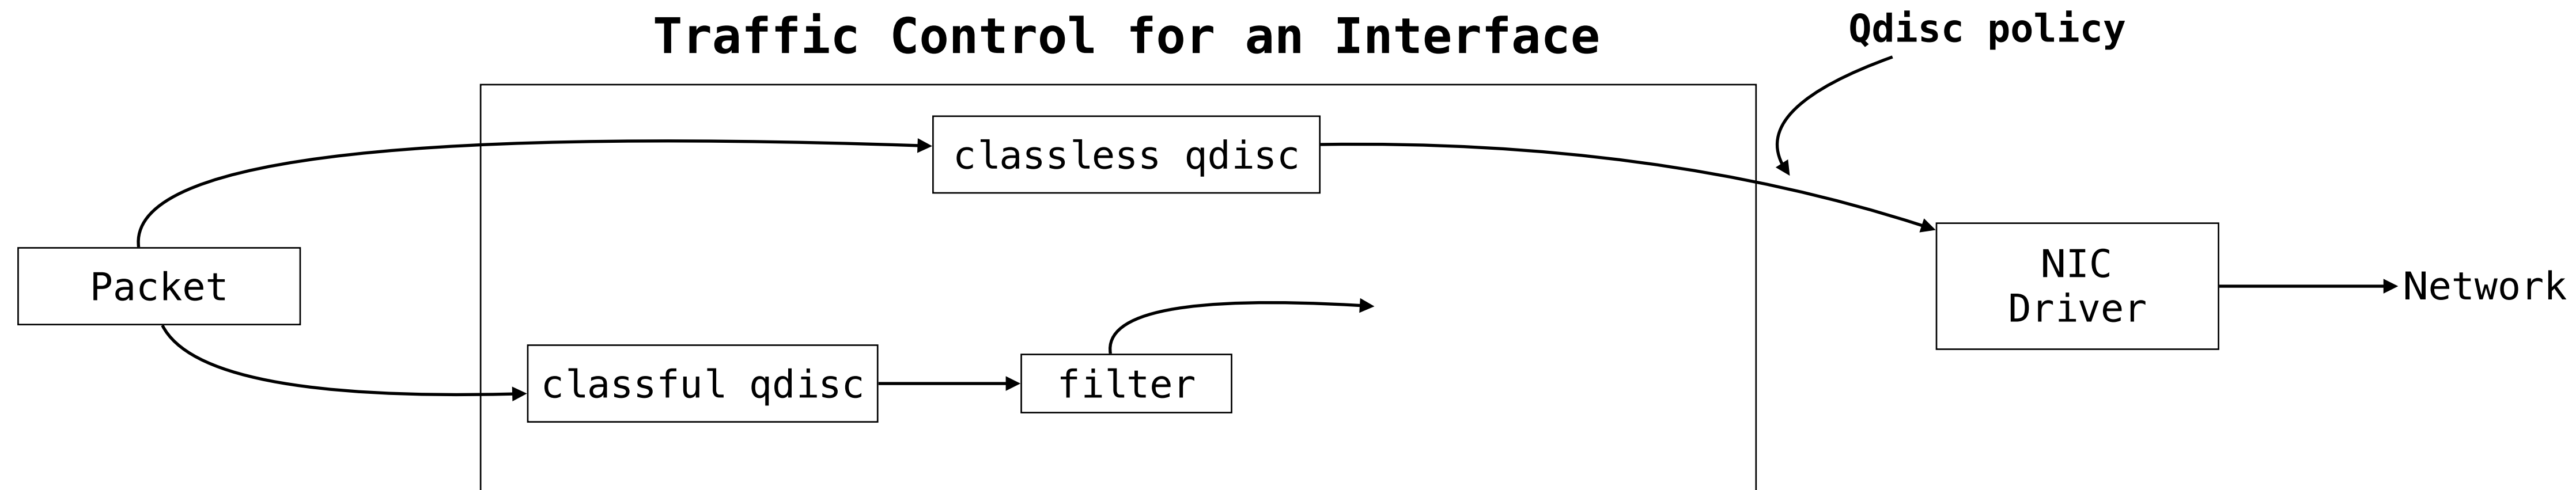 Traffic Control for an Interface
Qdisc policy
classless qdisc
Packet
NIC
Driver
Network
classful qdisc
filter